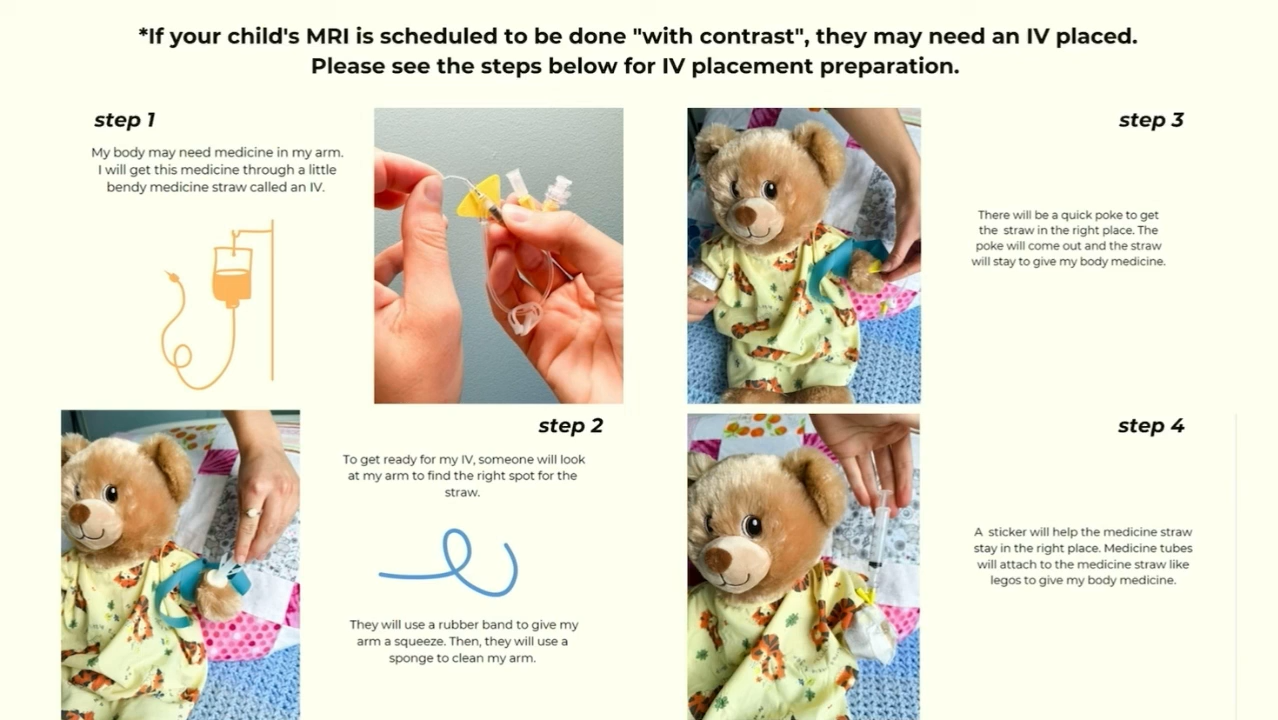 *If your child's MRI is scheduled to be done "with contrast", they may need an IV placed.
Please see the steps below for IV placement preparation.
step 1
My body may need medicine in my arm.
I will get this medicine through a little
bendy medicine straw called an IV.
step 2
To get ready for my IV, someone will look
at my arm to find the right spot for the
straw.
They will use a rubber band to give my
arm a squeeze. Then, they will use a
sponge to clean my arm.
step 3
There will be a quick poke to get
the straw in the right place. The
poke will come out and the straw
will stay to give my body medicine.
step 4
A sticker will help the medicine straw
stay in the right place. Medicine tubes
will attach to the medicine straw like
legos to give my body medicine.